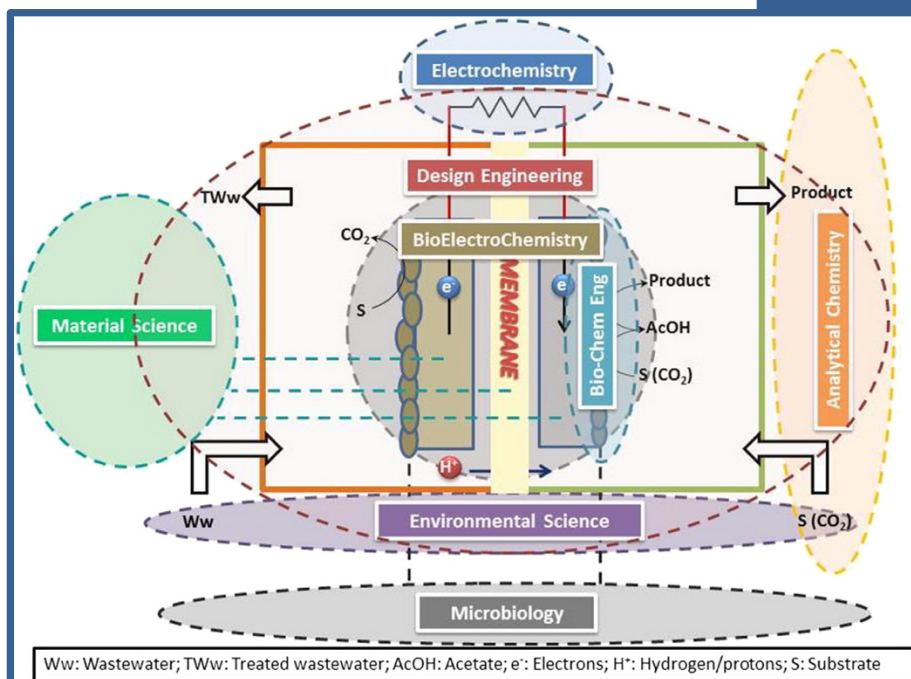 Electrochemistry
Design Engineering
TWw
Product
CO₂
BioElectroChemistry
e⁻
e
S
MEMBRANE
Bio-Chem Eng
Product
AcOH
S (CO₂)
Material Science
Analytical Chemistry
H⁺
Ww
Environmental Science
S (CO₂)
Microbiology
Ww: Wastewater; TWw: Treated wastewater; AcOH: Acetate; e⁻: Electrons; H⁺: Hydrogen/protons; S: Substrate